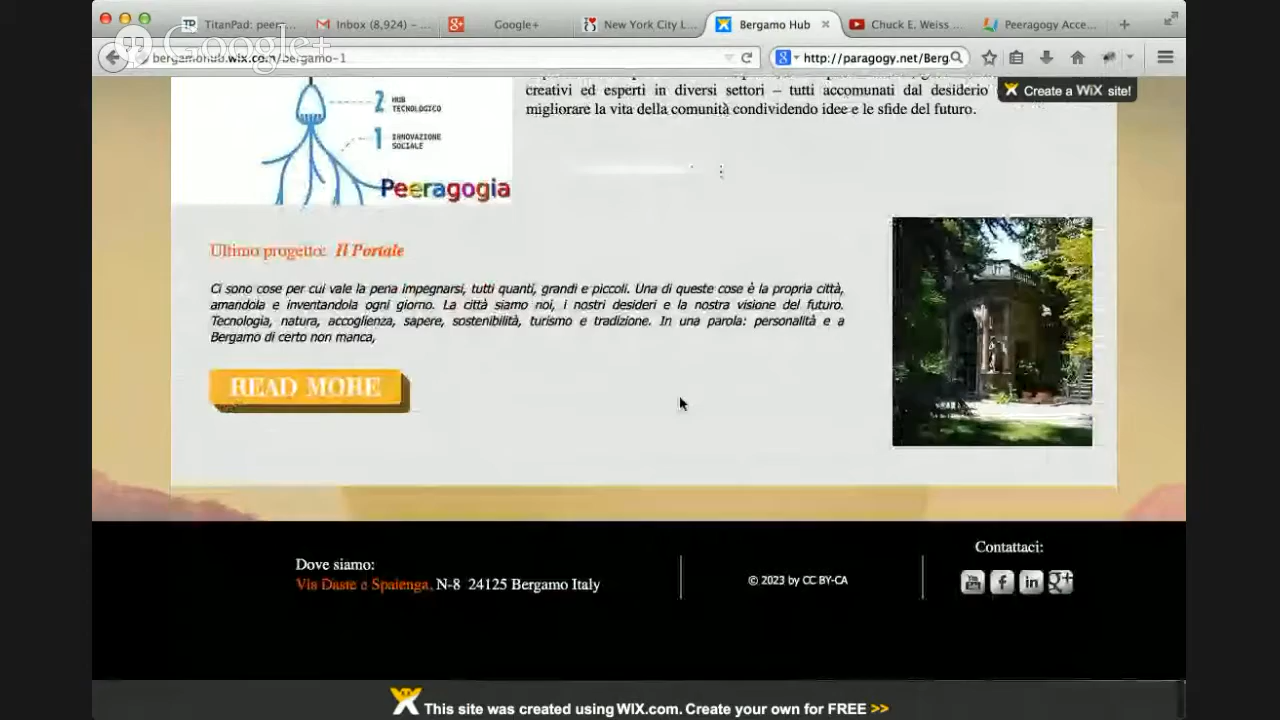 TitanPad: peer...
Inbox (8,924) – ...
Google+
New York City L...
Bergamo Hub
Chuck E. Weiss ...
Peeragogy Acce...
Google+
bergamohub.wix.com/bergamo-1
http://paragogy.net/Berg
Create a WiX site!
creativi ed esperti in diversi settori – tutti accomunati dal desiderio
migliorare la vita della comunità condividendo idee e le sfide del futuro.
2 HUB
TECNOLOGICO
1 INNOVAZIONE
SOCIALE
Peeragogia
Ultimo progetto: Il Portale
Ci sono cose per cui vale la pena impegnarsi, tutti quanti, grandi e piccoli. Una di queste cose è la propria città,
amandola e inventandola ogni giorno. La città siamo noi, i nostri desideri e la nostra visione del futuro.
Tecnologia, natura, accoglienza, sapere, sostenibilità, turismo e tradizione. In una parola: personalità e a
Bergamo di certo non manca,
READ MORE
Dove siamo:
Via Daste e Spalenga, N-8 24125 Bergamo Italy
© 2023 by CC BY-CA
Contattaci:
This site was created using WIX.com. Create your own for FREE >>